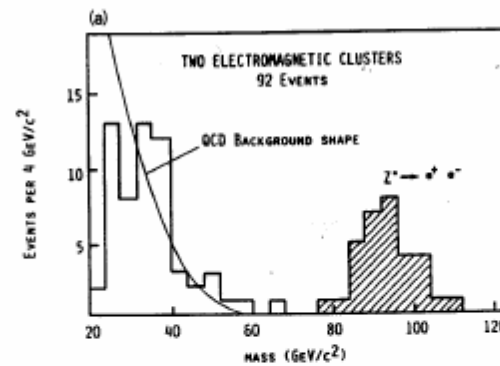 (a)
TWO ELECTROMAGNETIC CLUSTERS
92 EVENTS
QCD BACKGROUND SHAPE
Z° → e⁺ e⁻
EVENTS PER 4 GeV/c²
15
10
5
20 40 60 80 100 120
MASS (GeV/c²)